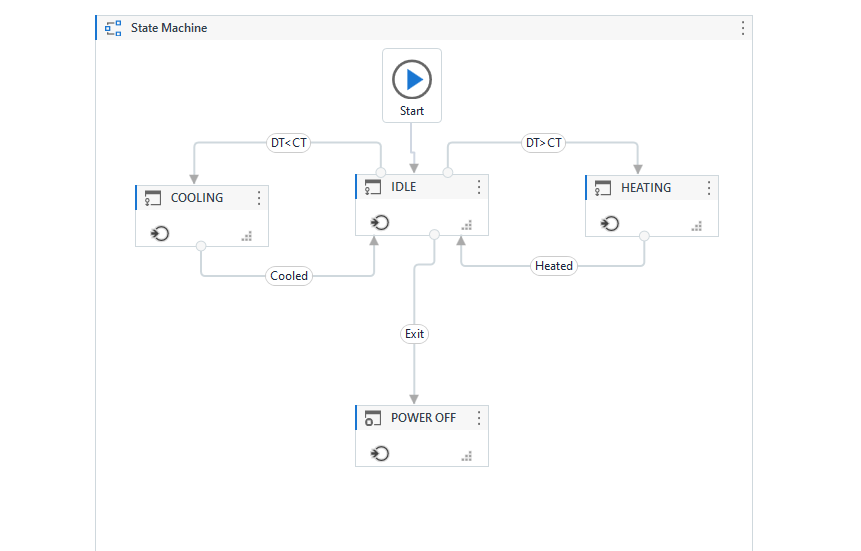 State Machine
Start
DT<CT
DT>CT
COOLING
IDLE
HEATING
Cooled
Heated
Exit
POWER OFF